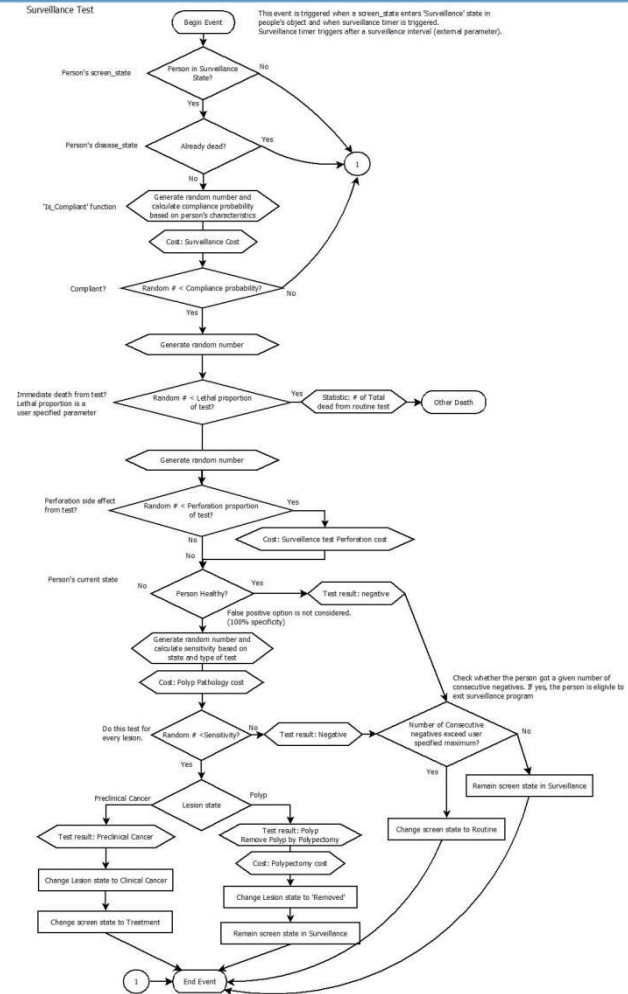 Surveillance Test
Begin Event
This event is triggered when a screen_state enters 'Surveillance' state in
people's object and when surveillance timer is triggered.
Surveillance timer triggers after a surveillance interval (external parameter).
Person's screen_state
Person in Surveillance
State?
No
Yes
Person's disease_state
Already dead?
Yes
1
No
'Is_Compliant' function
Generate random number and
calculate compliance probability
based on person's characteristics
Cost: Surveillance Cost
Compliant?
Random # < Compliance probability?
No
Yes
Generate random number
Immediate death from test?
Lethal proportion is a
user specified parameter
Random # < Lethal proportion
of test?
Yes
Statistic: # of Total
dead from routine test
Other Death
Generate random number
Perforation side effect
from test?
Random # < Perforation proportion
of test?
Yes
No
Cost: Surveillance test Perforation cost
No
Person's current state
No
Person Healthy?
Yes
Test result: negative
False positive option is not considered.
(100% specificity)
Generate random number and
calculate sensitivity based on
state and type of test
Cost: Polyp Pathology cost
Check whether the person got a given number of
consecutive negatives. If yes, the person is eligivle to
exit surveillance program
Do this test for
every lesion.
Random # <Sensitivity?
No
Test result: Negative
Number of Consecutive
negatives exceed user
specified maximum?
No
Yes
Yes
Remain screen state in Surveillance
Preclinical Cancer
Lesion state
Polyp
Test result: Preclinical Cancer
Test result: Polyp
Remove Polyp by Polypectomy
Change screen state to Routine
Cost: Polypectomy cost
Change Lesion state to Clinical Cancer
Change Lesion state to 'Removed'
Change screen state to Treatment
Remain screen state in Surveillance
1
End Event